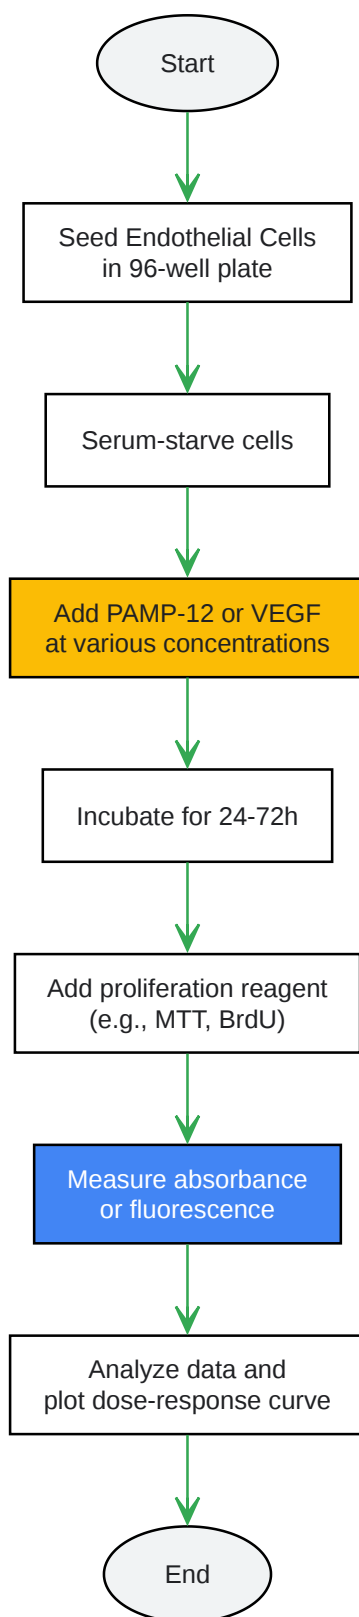 Start
Seed Endothelial Cells
in 96-well plate
Serum-starve cells
Add PAMP-12 or VEGF
at various concentrations
Incubate for 24-72h
Add proliferation reagent
(e.g., MTT, BrdU)
Measure absorbance
or fluorescence
Analyze data and
plot dose-response curve
End